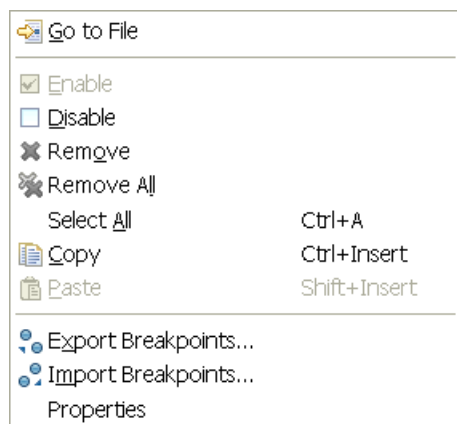 Go to File
Enable
Disable
Remove
Remove All
Select All Ctrl+A
Copy Ctrl+Insert
Paste Shift+Insert
Export Breakpoints...
Import Breakpoints...
Properties